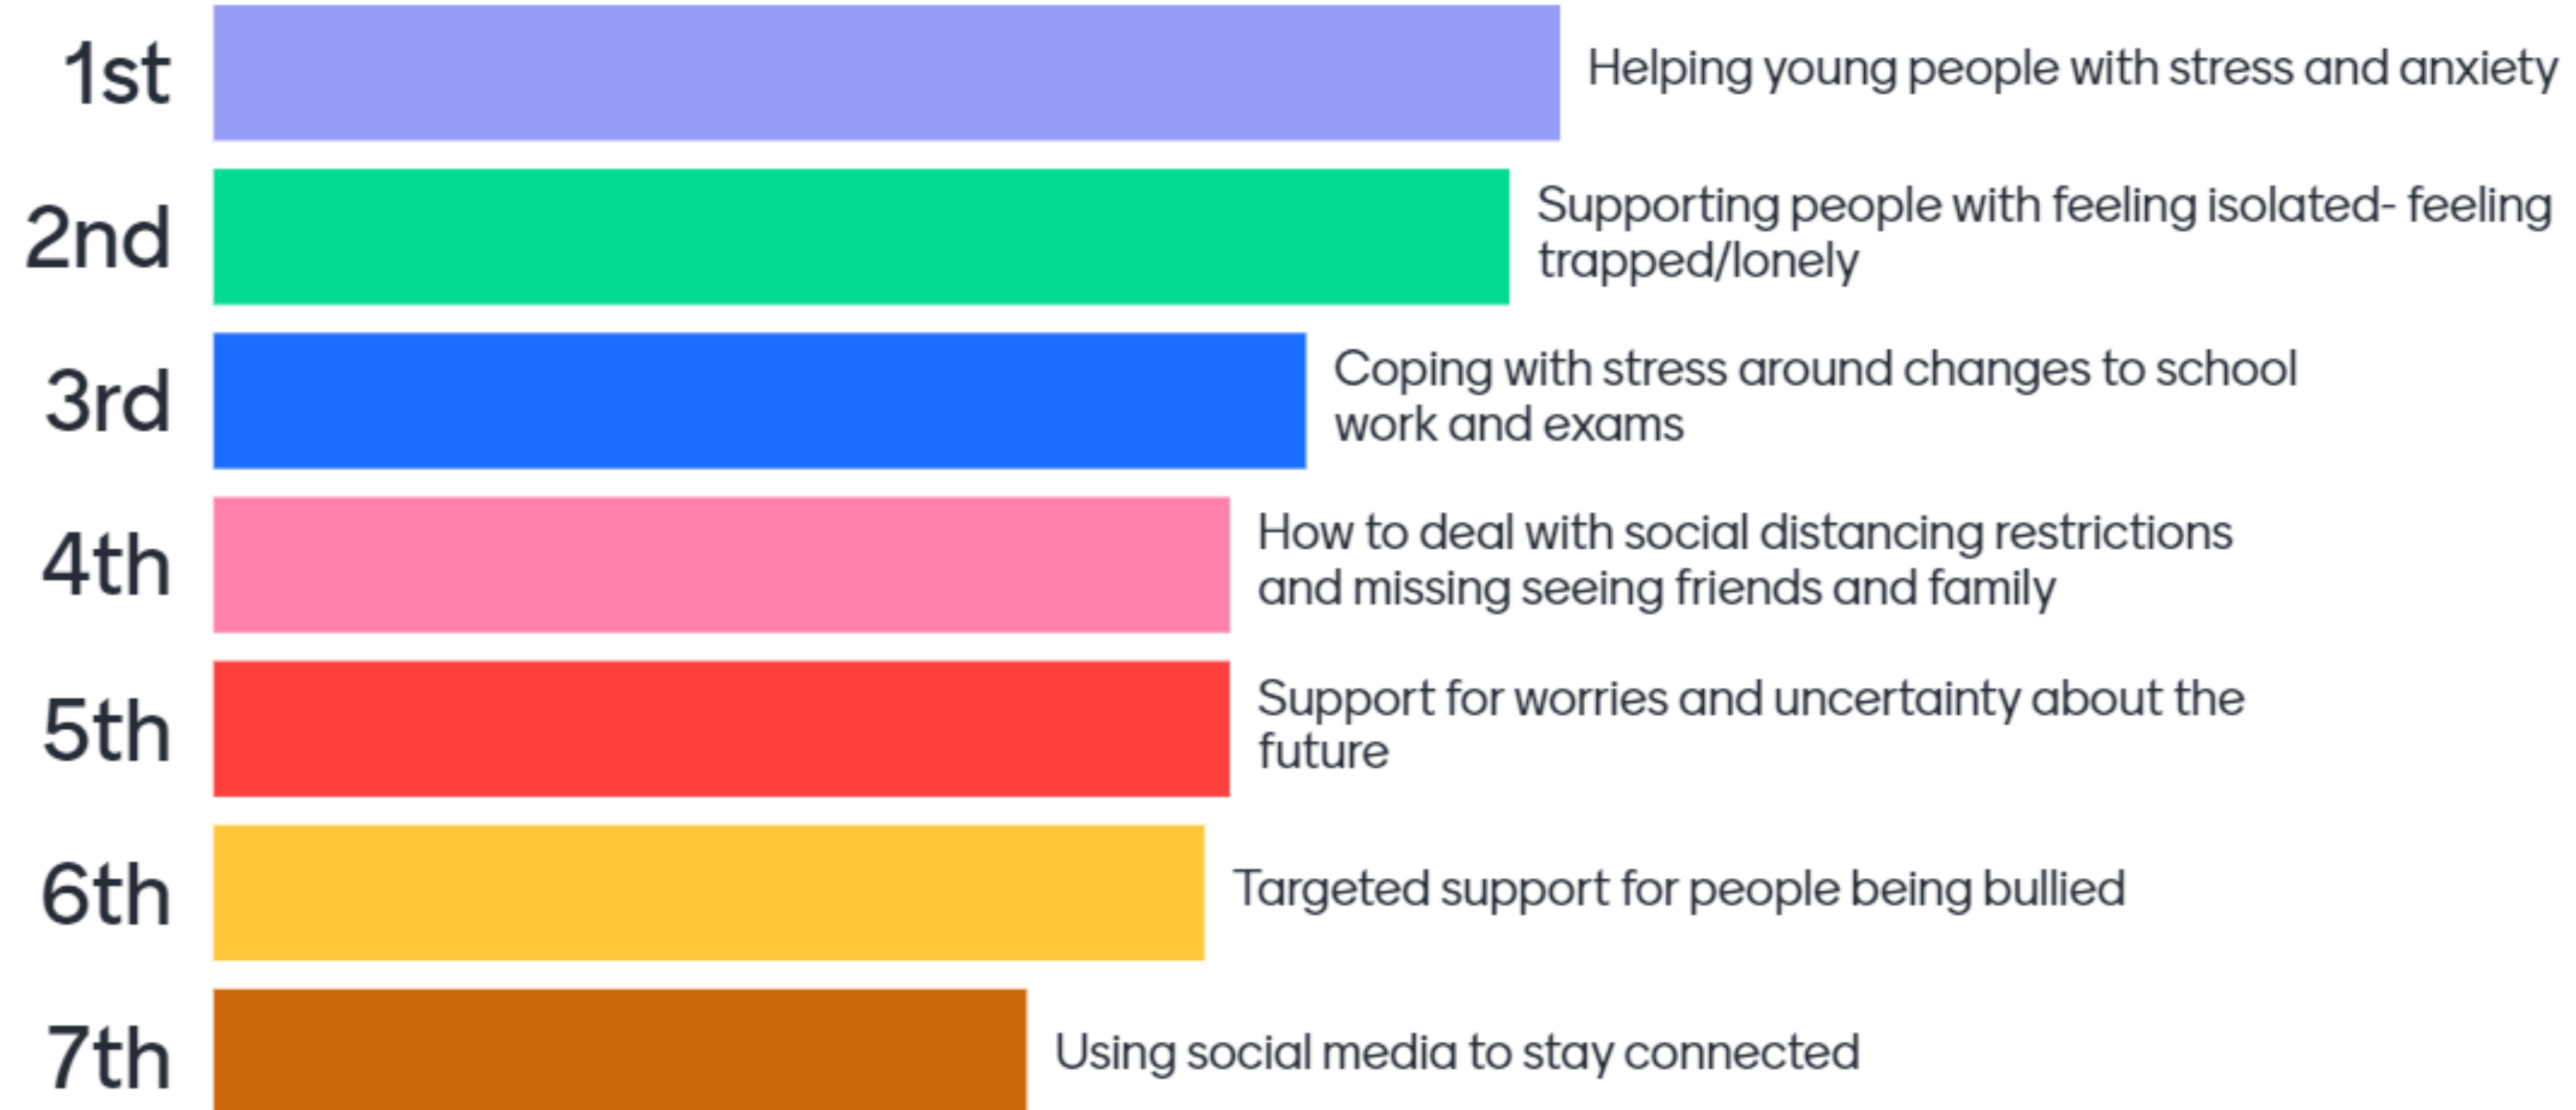 1st
Helping young people with stress and anxiety
2nd
Supporting people with feeling isolated- feeling
trapped/lonely
3rd
Coping with stress around changes to school
work and exams
4th
How to deal with social distancing restrictions
and missing seeing friends and family
5th
Support for worries and uncertainty about the
future
6th
Targeted support for people being bullied
7th
Using social media to stay connected